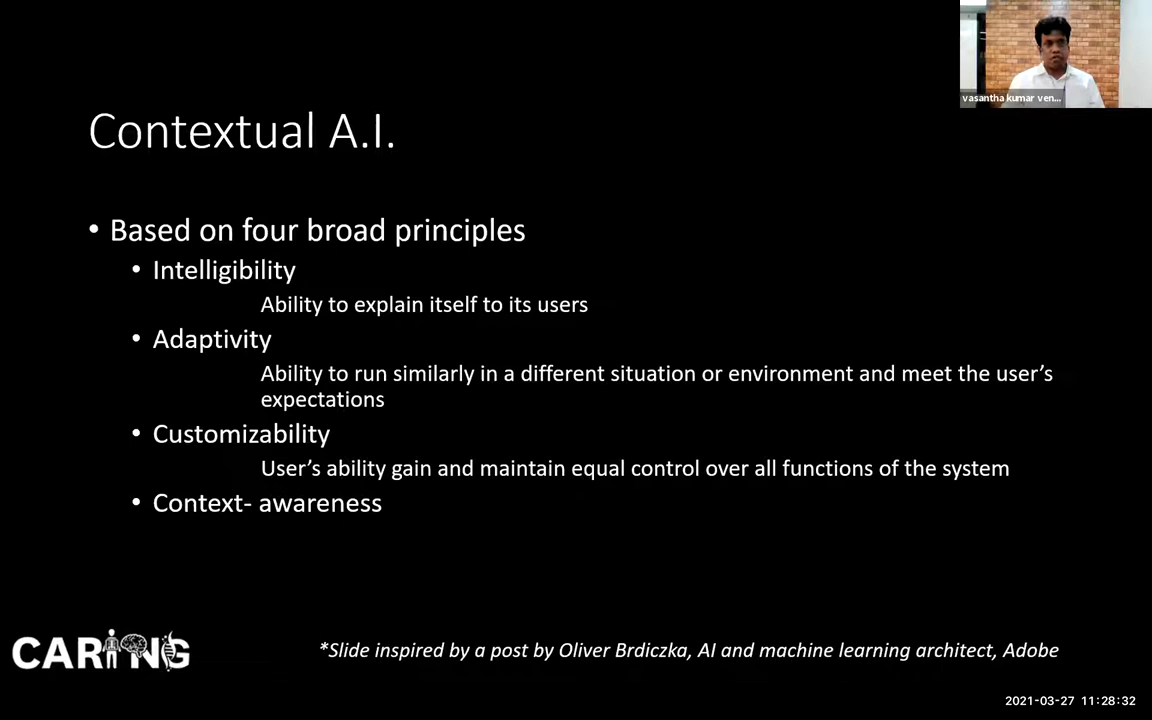 vasantha kumar ven...
Contextual A.I.
• Based on four broad principles
• Intelligibility
Ability to explain itself to its users
• Adaptivity
Ability to run similarly in a different situation or environment and meet the user’s
expectations
• Customizability
User’s ability gain and maintain equal control over all functions of the system
• Context- awareness
CARING
*Slide inspired by a post by Oliver Brdiczka, AI and machine learning architect, Adobe
2021-03-27 11:28:32